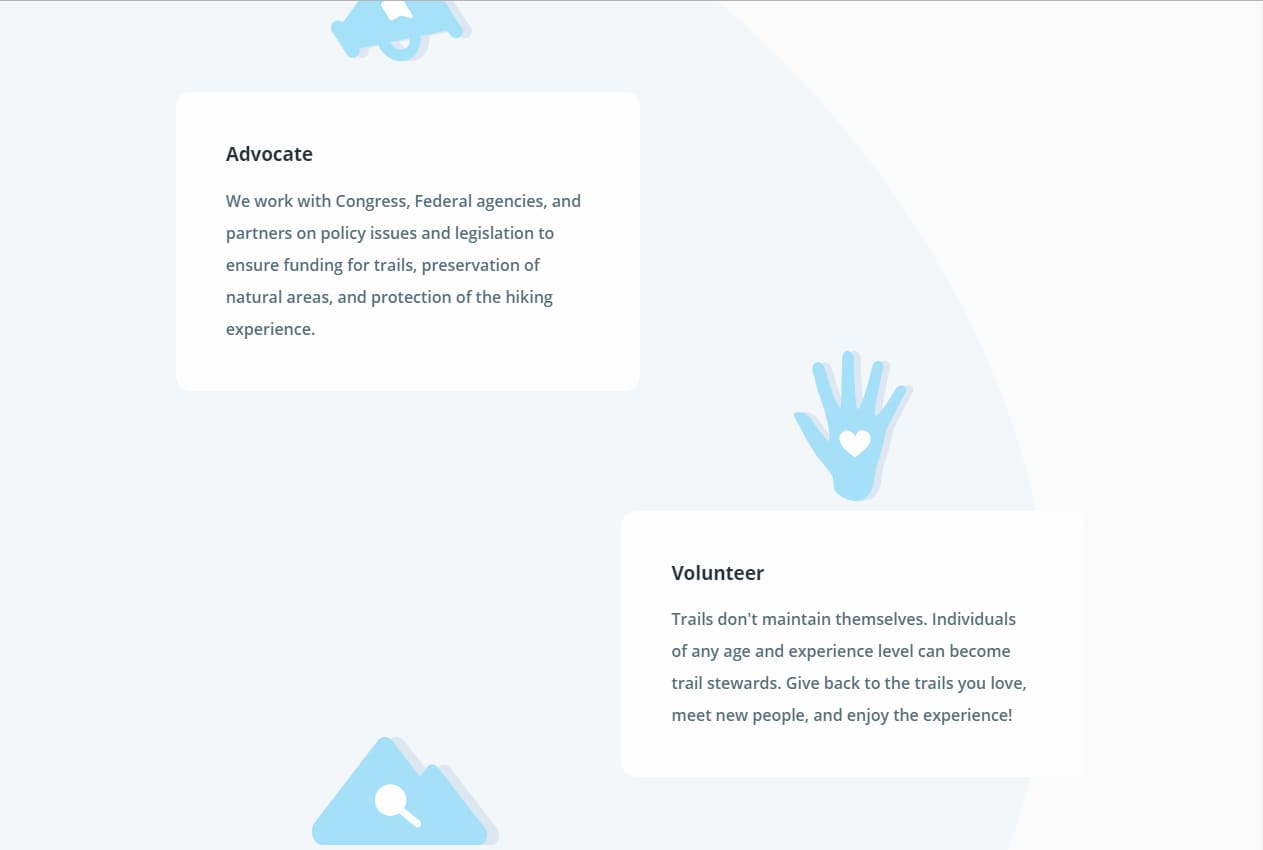 Advocate
We work with Congress, Federal agencies, and
partners on policy issues and legislation to
ensure funding for trails, preservation of
natural areas, and protection of the hiking
experience.
Volunteer
Trails don't maintain themselves. Individuals
of any age and experience level can become
trail stewards. Give back to the trails you love,
meet new people, and enjoy the experience!